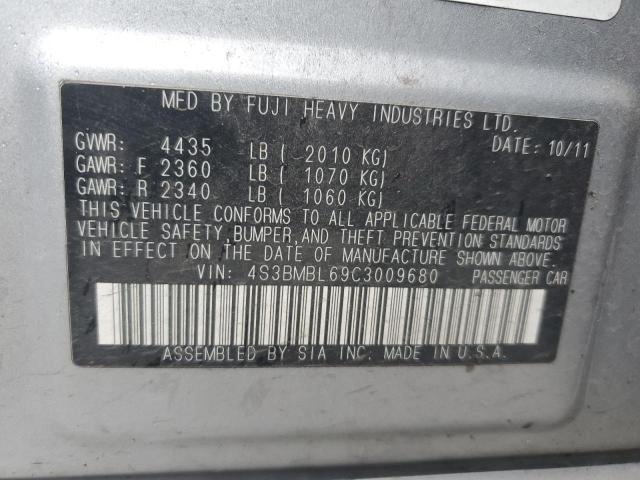 MFD BY FUJI HEAVY INDUSTRIES LTD.
DATE: 10/11
GVWR: 4435 LB ( 2010 KG)
GAWR: F 2360 LB ( 1070 KG)
GAWR: R 2340 LB ( 1060 KG)
THIS VEHICLE CONFORMS TO ALL APPLICABLE FEDERAL MOTOR
VEHICLE SAFETY, BUMPER, AND THEFT PREVENTION STANDARDS
IN EFFECT ON THE DATE OF MANUFACTURE SHOWN ABOVE.
VIN: 4S3BMBL69C3009680 PASSENGER CAR
ASSEMBLED BY SIA INC. MADE IN U.S.A.